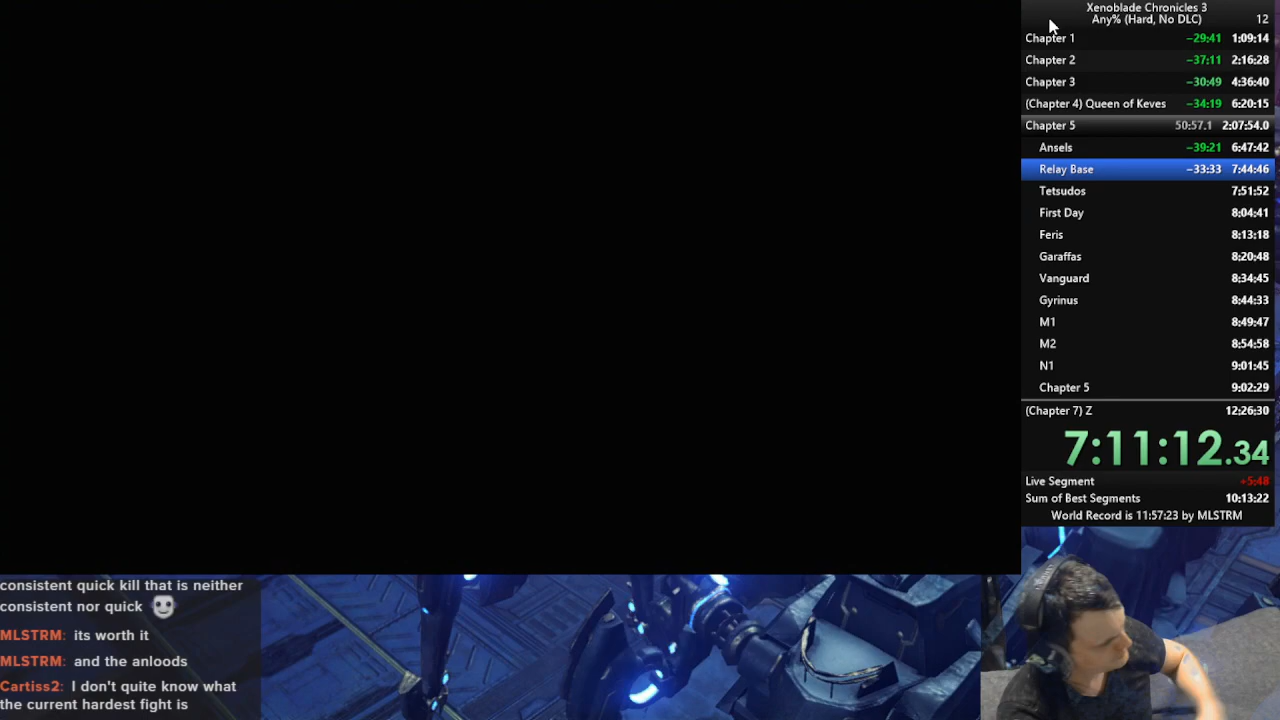 Xenoblade Chronicles 3
Any% (Hard, No DLC) 12
Chapter 1 −29:41 1:09:14
Chapter 2 −37:11 2:16:28
Chapter 3 −30:49 4:36:40
(Chapter 4) Queen of Keves −34:19 6:20:15
Chapter 5 50:57.1 2:07:54.0
Ansels −39:21 6:47:42
Relay Base −33:33 7:44:46
Tetsudos 7:51:52
First Day 8:04:41
Feris 8:13:18
Garaffas 8:20:48
Vanguard 8:34:45
Gyrinus 8:44:33
M1 8:49:47
M2 8:54:58
N1 9:01:45
Chapter 5 9:02:29
(Chapter 7) Z 12:26:30
7:11:12.34
Live Segment +5:48
Sum of Best Segments 10:13:22
World Record is 11:57:23 by MLSTRM
consistent quick kill that is neither
consistent nor quick
MLSTRM: its worth it
MLSTRM: and the anloods
Cartiss2: I don't quite know what
the current hardest fight is